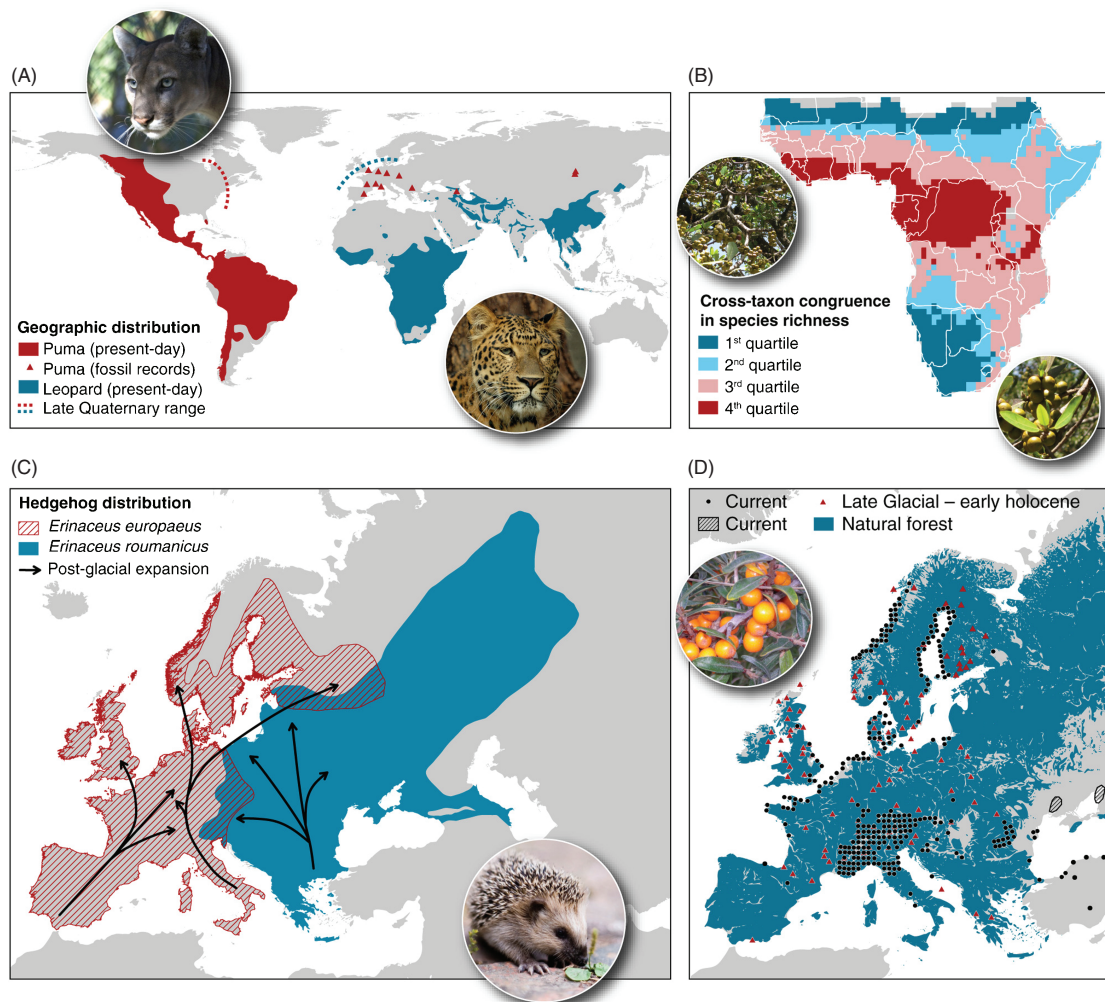 (A)
Geographic distribution
Puma (present-day)
Puma (fossil records)
Leopard (present-day)
Late Quaternary range
(B)
Cross-taxon congruence
in species richness
1st quartile
2nd quartile
3rd quartile
4th quartile
(C)
Hedgehog distribution
Erinaceus europaeus
Erinaceus roumanicus
Post-glacial expansion
(D)
Current
Late Glacial – early holocene
Current
Natural forest